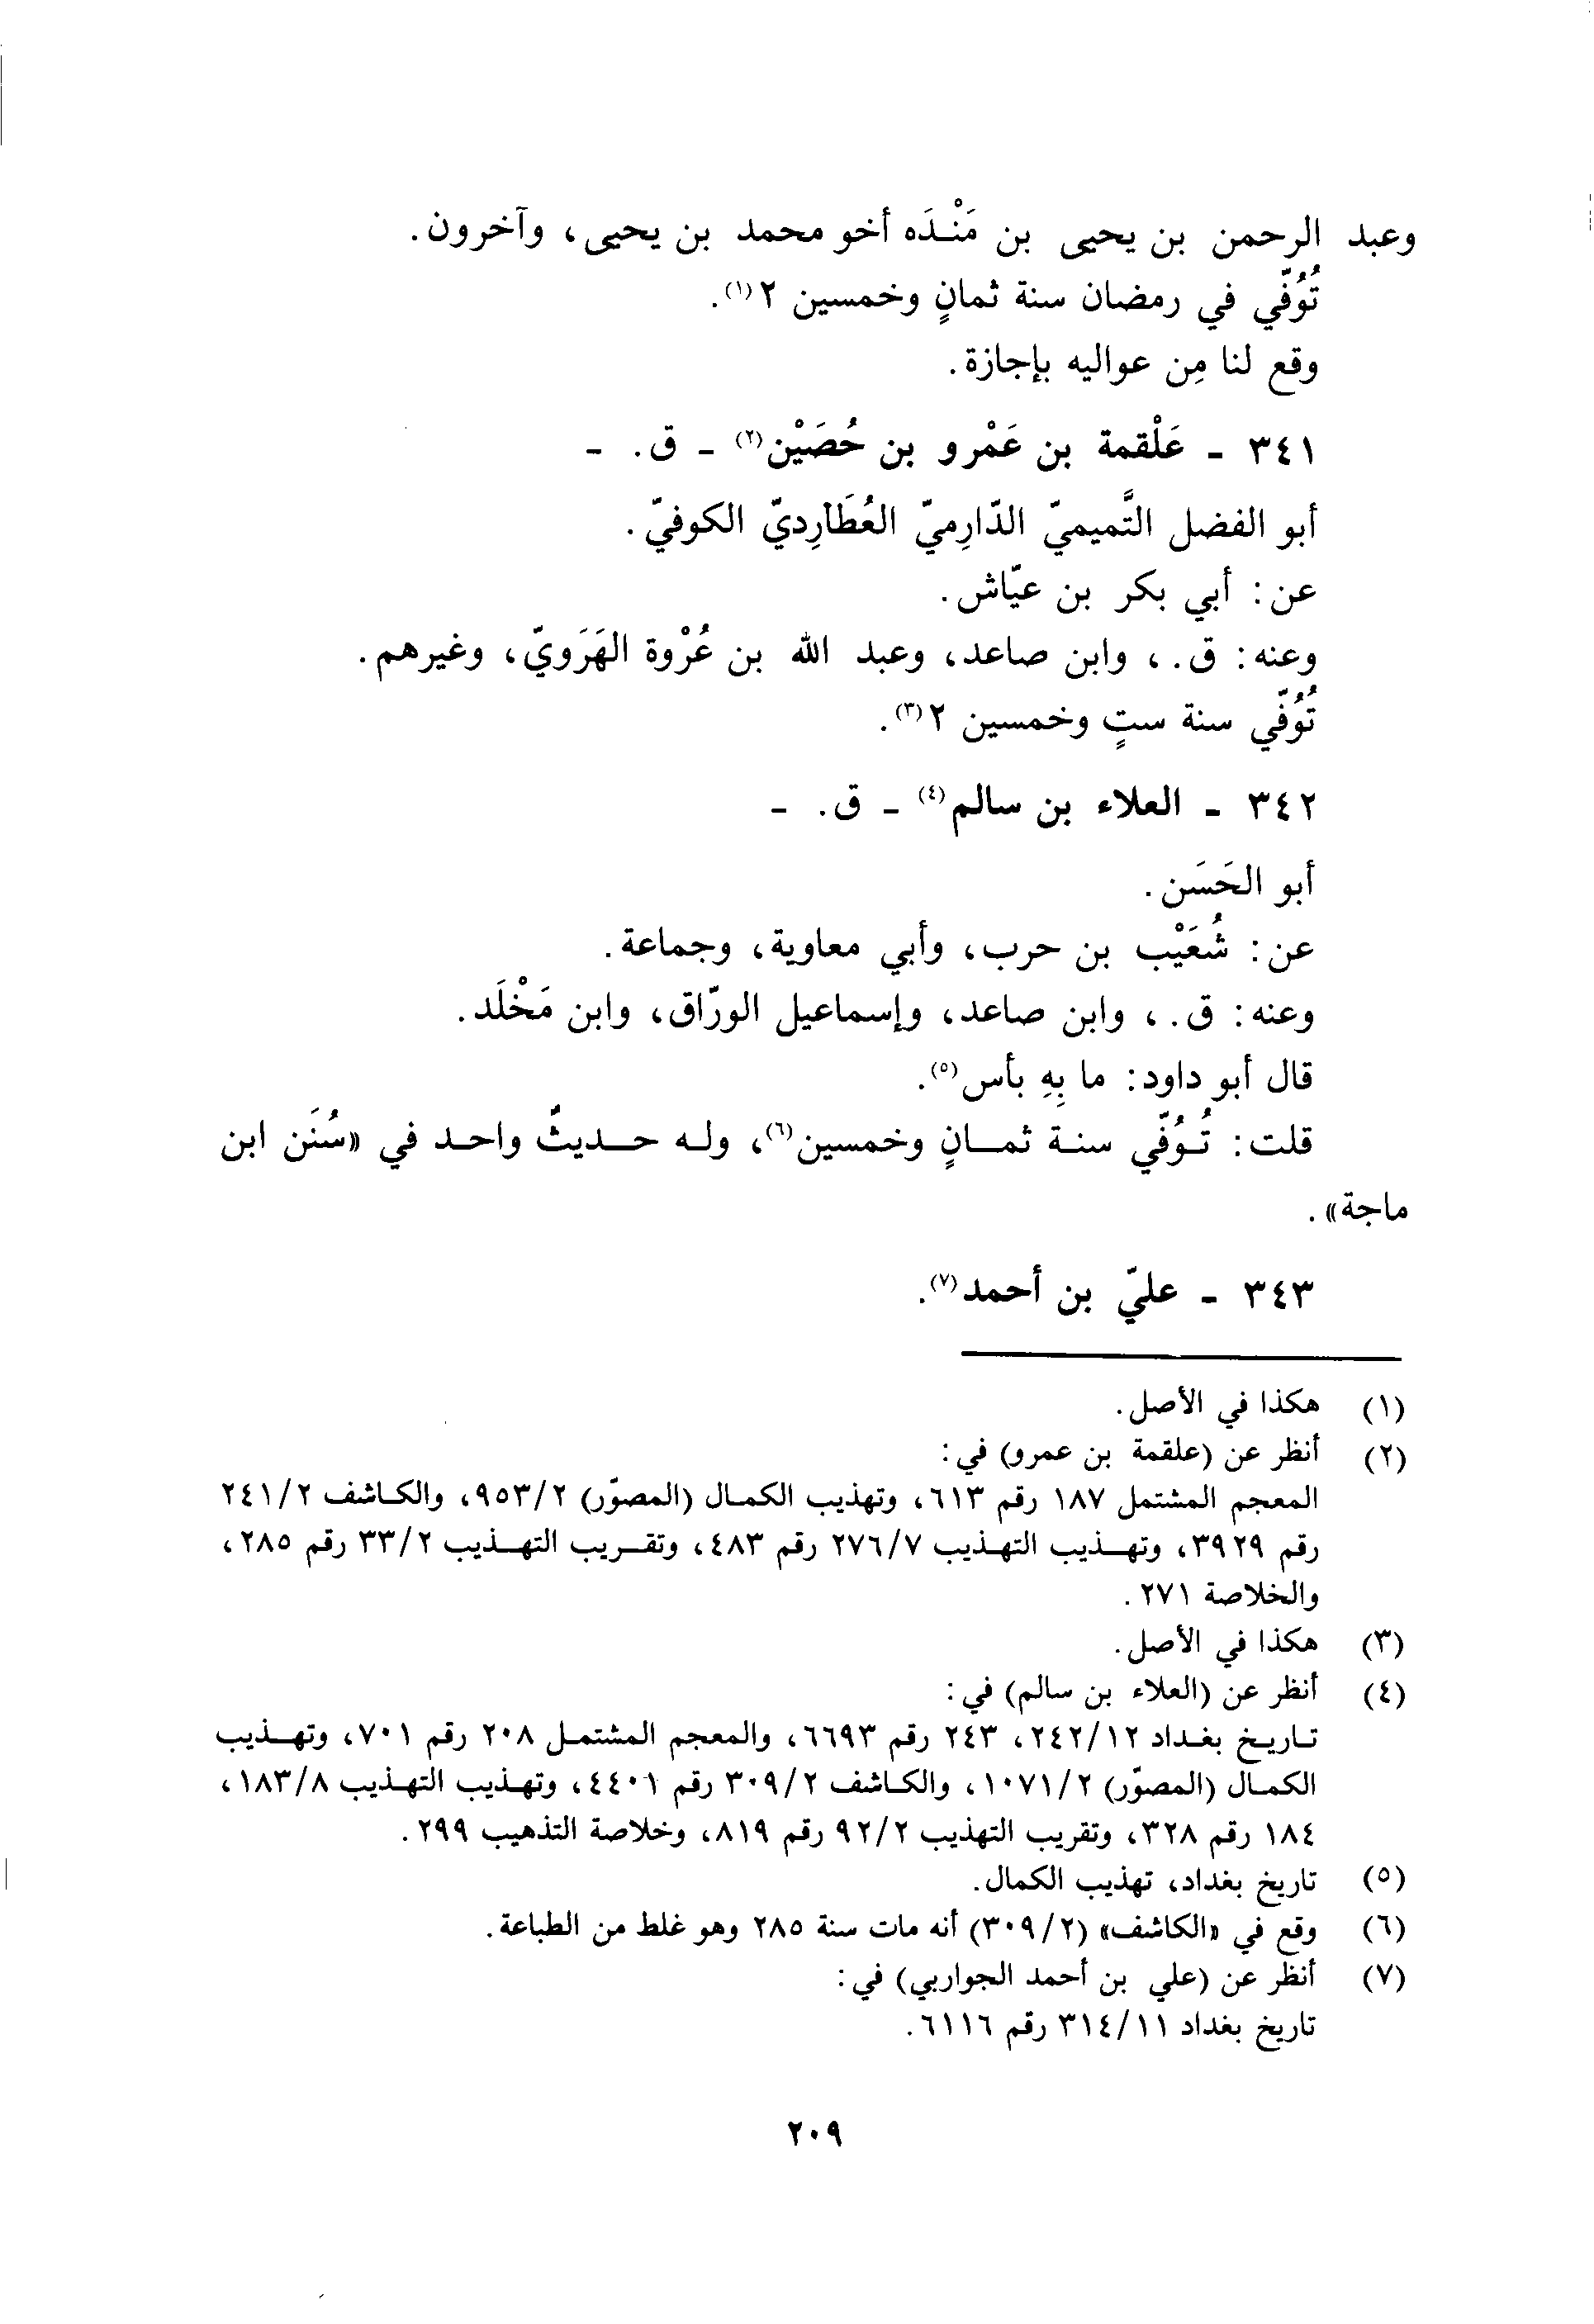 وعبد الرحمن بن يحيى بن مَنْدَه أخو محمد بن يحيى، وآخرون.
تُوُفّي في رمضان سنة ثمانٍ وخمسين ٢(١).
وقع لنا مِن عواليه بإجازة.
٣٤١ - عَلْقمة بن عَمْرو بن حُصَيْن(٢) - ق. -
أبو الفضل التَّميميّ الدّارِميّ العُطَارِديّ الكوفيّ.
عن: أبي بكر بن عيّاش.
وعنه: ق.، وابن صاعد، وعبد الله بن عُرْوة الهَرَويّ، وغيرهم.
تُوُفّي سنة ستٍ وخمسين ٢(٣).
٣٤٢ - العلاء بن سالم(٤) - ق. -
أبو الحَسَن.
عن: شُعَيْب بن حرب، وأبي معاوية، وجماعة.
وعنه: ق.، وابن صاعد، وإسماعيل الورّاق، وابن مَخْلَد.
قال أبو داود: ما بِهِ بأس(٥).
قلت: تُوُفّي سنة ثمانٍ وخمسين(٦)، وله حديثٌ واحد في «سُنَن ابن
ماجة».
٣٤٣ - عليّ بن أحمد(٧).
(١) هكذا في الأصل.
(٢) أنظر عن (علقمة بن عمرو) في:
المعجم المشتمل ١٨٧ رقم ٦١٣، وتهذيب الكمال (المصوّر) ٩٥٣/٢، والكاشف ٢٤١/٢
رقم ٣٩٢٩، وتهذيب التهذيب ٢٧٦/٧ رقم ٤٨٣، وتقريب التهذيب ٣٣/٢ رقم ٢٨٥،
والخلاصة ٢٧١.
(٣) هكذا في الأصل.
(٤) أنظر عن (العلاء بن سالم) في:
تاريخ بغداد ٢٤٢/١٢، ٢٤٣ رقم ٦٦٩٣، والمعجم المشتمل ٢٠٨ رقم ٧٠١، وتهذيب
الكمال (المصوّر) ١٠٧١/٢، والكاشف ٣٠٩/٢ رقم ٤٤٠١، وتهذيب التهذيب ١٨٣/٨،
١٨٤ رقم ٣٢٨، وتقريب التهذيب ٩٢/٢ رقم ٨١٩، وخلاصة التذهيب ٢٩٩.
(٥) تاريخ بغداد، تهذيب الكمال.
(٦) وقع في «الكاشف» (٣٠٩/٢) أنه مات سنة ٢٨٥ وهو غلط من الطباعة.
(٧) أنظر عن (علي بن أحمد الجواربي) في:
تاريخ بغداد ٣١٤/١١ رقم ٦١١٦.
٢٠٩